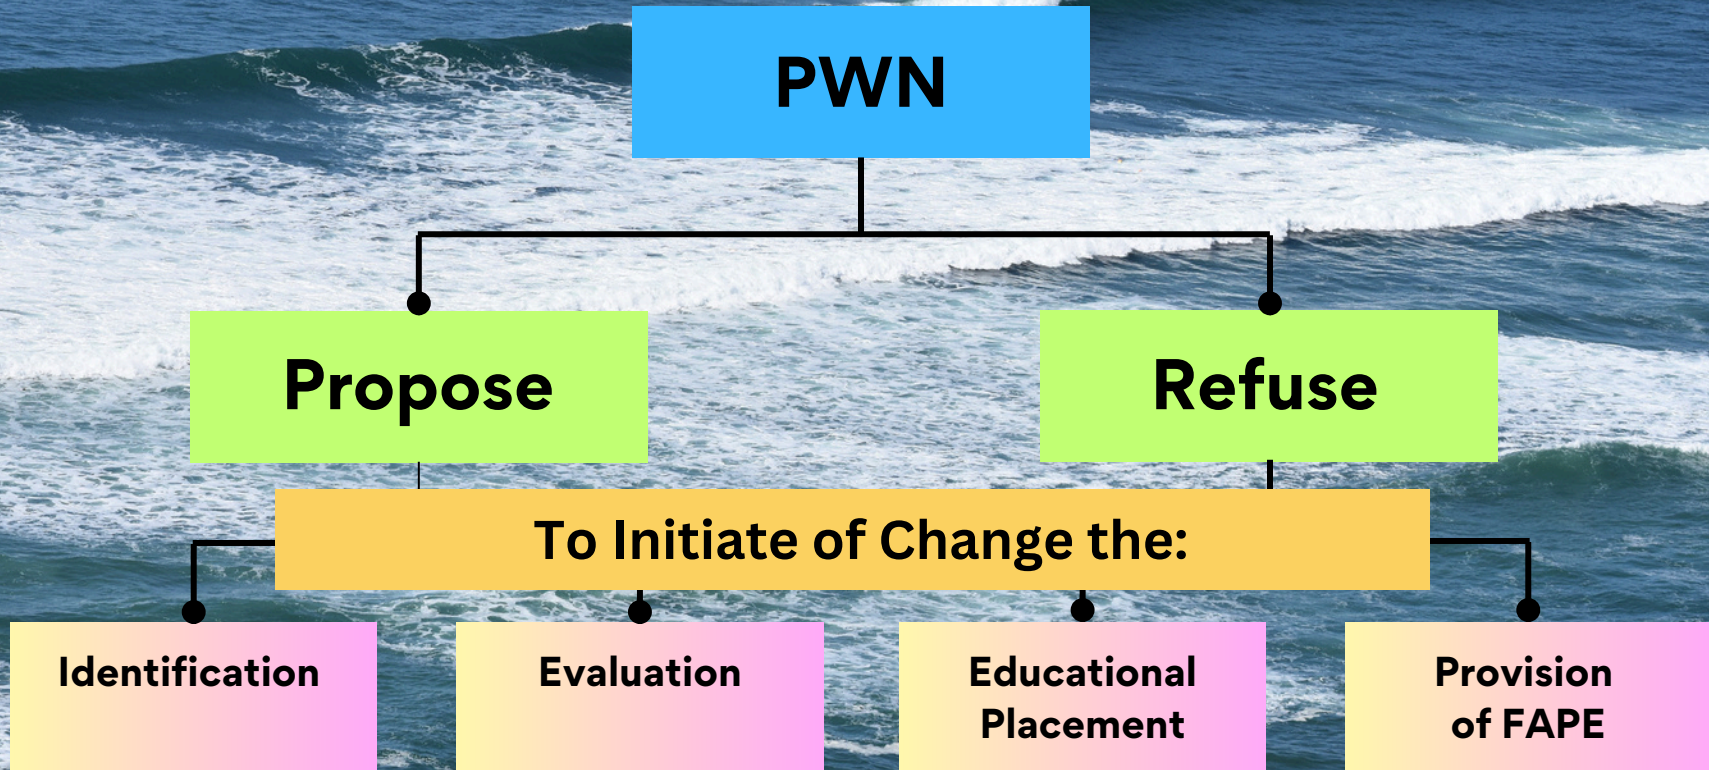 PWN
Propose
Refuse
To Initiate of Change the:
Identification
Evaluation
Educational
Placement
Provision
of FAPE